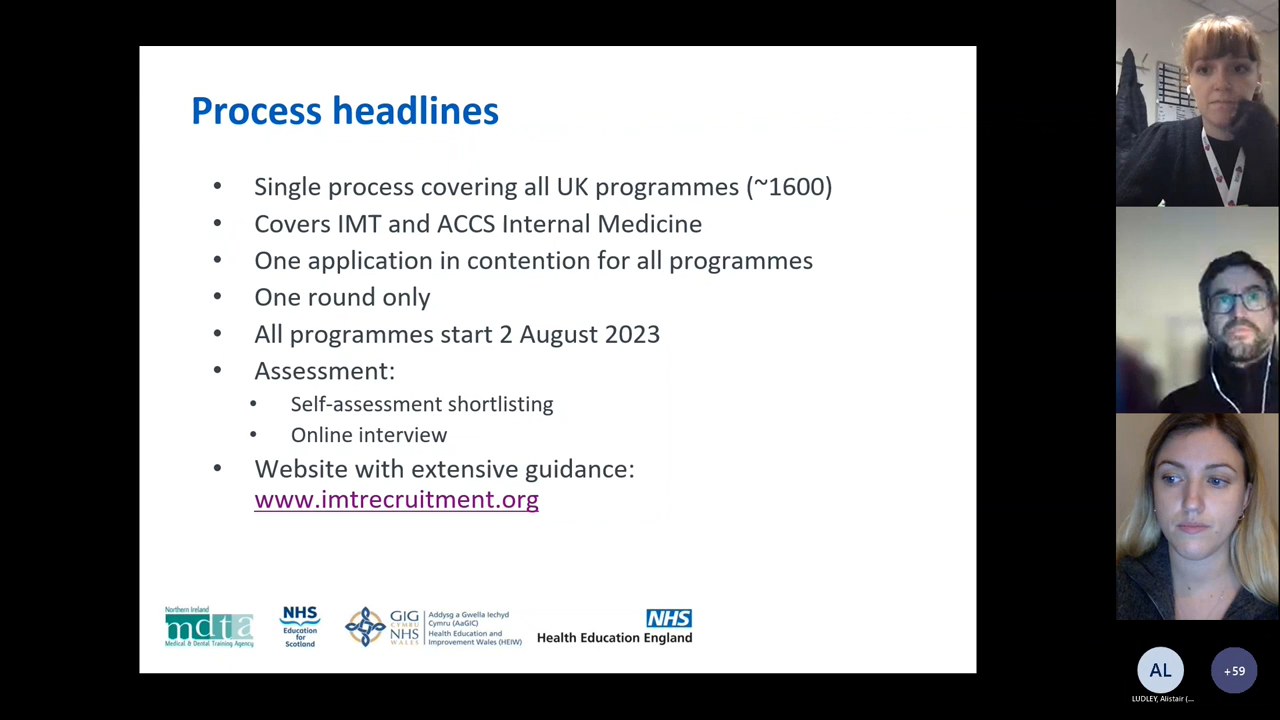 Process headlines
• Single process covering all UK programmes (~1600)
• Covers IMT and ACCS Internal Medicine
• One application in contention for all programmes
• One round only
• All programmes start 2 August 2023
• Assessment:
• Self-assessment shortlisting
• Online interview
• Website with extensive guidance:
www.imtrecruitment.org
Northern Ireland
mdta
Medical & Dental Training Agency
NHS
Education
for
Scotland
GIG
CYMRU
NHS
WALES
Addysg a Gwella Iechyd
Cymru (AaGIC)
Health Education and
Improvement Wales (HEIW)
NHS
Health Education England
AL
+59
LUDLEY, Alistair (...